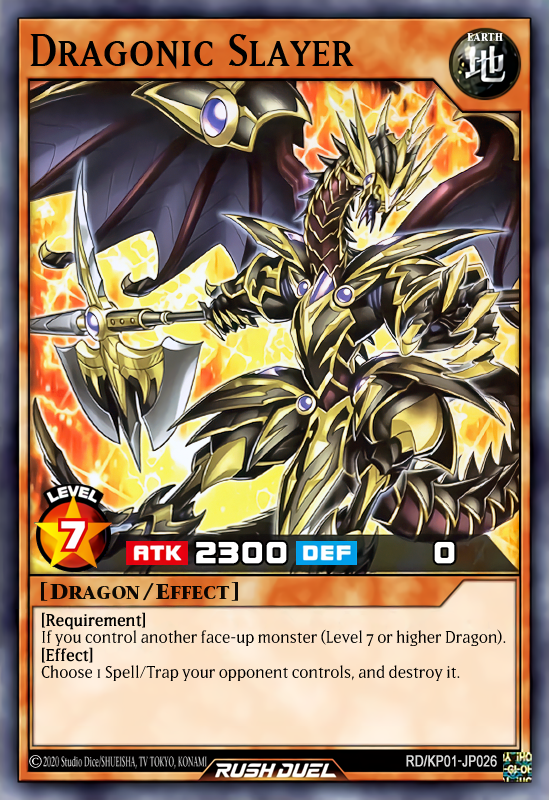 DRAGONIC SLAYER
EARTH
地
LEVEL
7
ATK 2300 DEF 0
[DRAGON/EFFECT]
[Requirement]
If you control another face-up monster (Level 7 or higher Dragon).
[Effect]
Choose 1 Spell/Trap your opponent controls, and destroy it.
©2020 Studio Dice/SHUEISHA, TV TOKYO, KONAMI
RUSH DUEL
RD/KP01-JP026